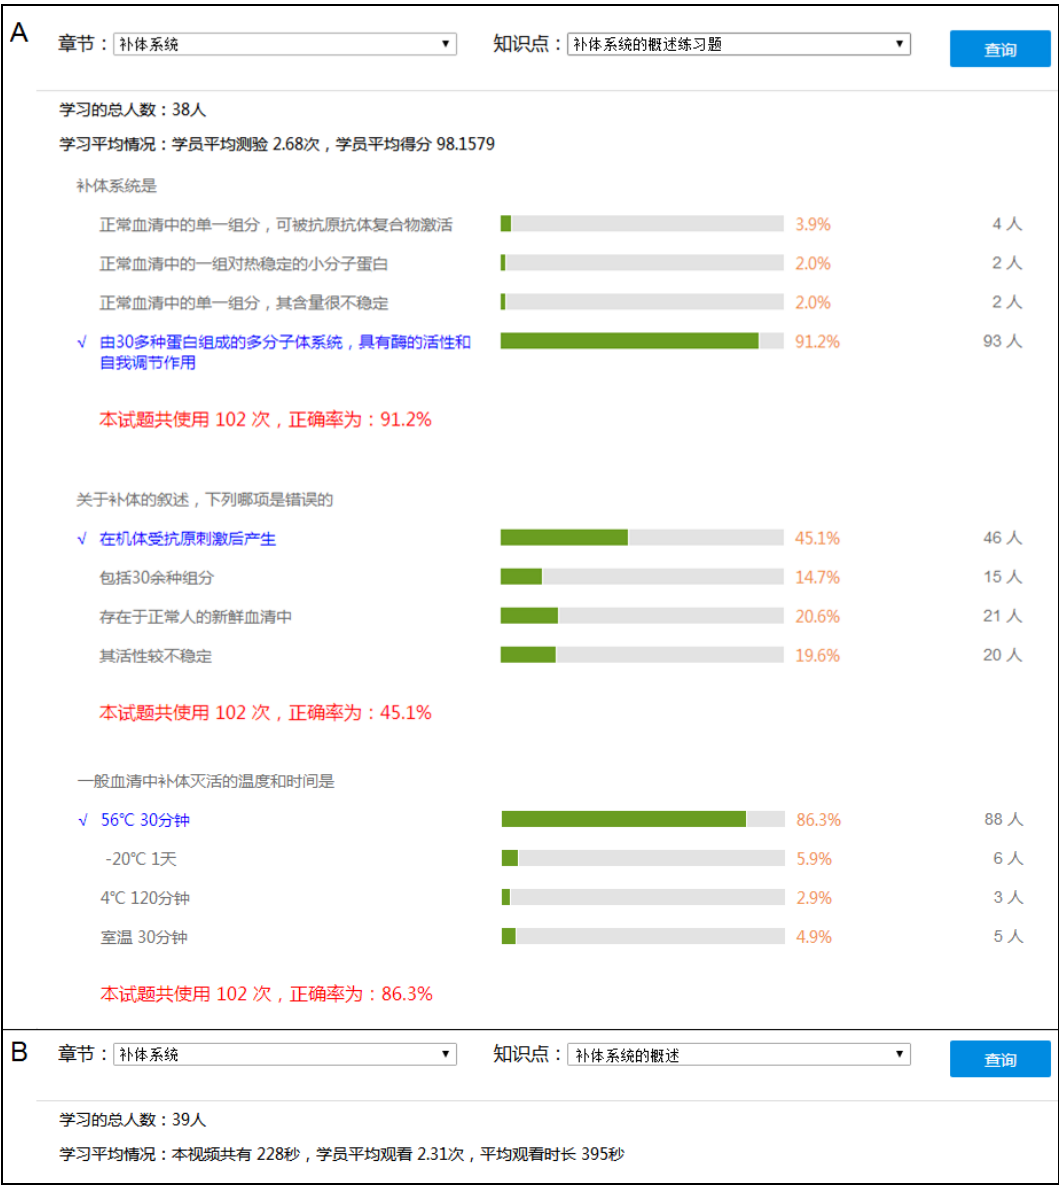 A
章节：补体系统 知识点：补体系统的概述练习题 查询
学习的总人数：38人
学习平均情况：学员平均测验 2.68次，学员平均得分 98.1579
补体系统是
正常血清中的单一组分，可被抗原抗体复合物激活 3.9% 4 人
正常血清中的一组对热稳定的小分子蛋白 2.0% 2 人
正常血清中的单一组分，其含量很不稳定 2.0% 2 人
√ 由30多种蛋白组成的多分子体系统，具有酶的活性和 91.2% 93 人
自我调节作用
本试题共使用 102 次，正确率为：91.2%
关于补体的叙述，下列哪项是错误的
√ 在机体受抗原刺激后产生 45.1% 46 人
包括30余种组分 14.7% 15 人
存在于正常人的新鲜血清中 20.6% 21 人
其活性较不稳定 19.6% 20 人
本试题共使用 102 次，正确率为：45.1%
一般血清中补体灭活的温度和时间是
√ 56℃ 30分钟 86.3% 88 人
-20℃ 1天 5.9% 6 人
4℃ 120分钟 2.9% 3 人
室温 30分钟 4.9% 5 人
本试题共使用 102 次，正确率为：86.3%
B
章节：补体系统 知识点：补体系统的概述 查询
学习的总人数：39人
学习平均情况：本视频共有 228秒，学员平均观看 2.31次，平均观看时长 395秒